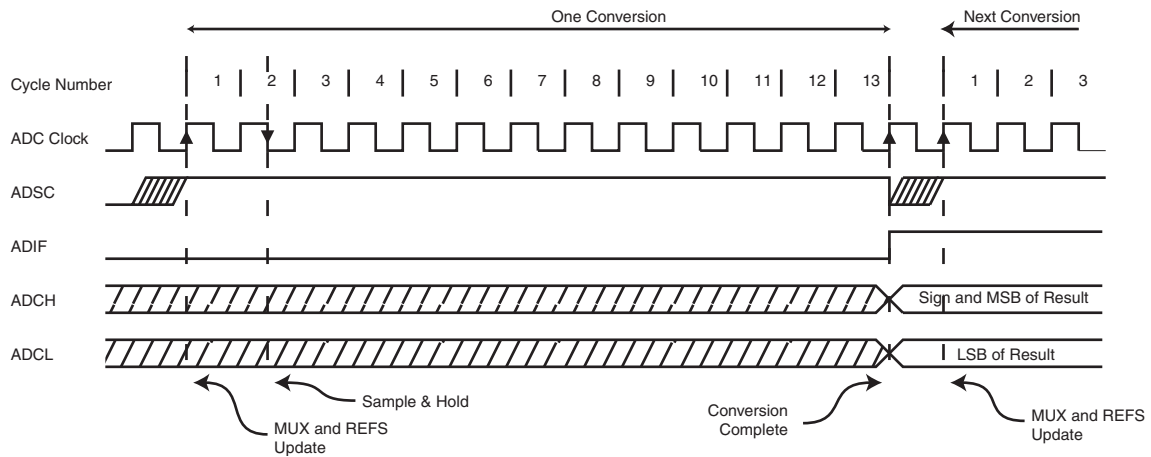 One Conversion
Next Conversion
Cycle Number 1 2 3 4 5 6 7 8 9 10 11 12 13 1 2 3
ADC Clock
ADSC
ADIF
ADCH
Sign and MSB of Result
ADCL
LSB of Result
Sample & Hold
MUX and REFS
Update
Conversion
Complete
MUX and REFS
Update